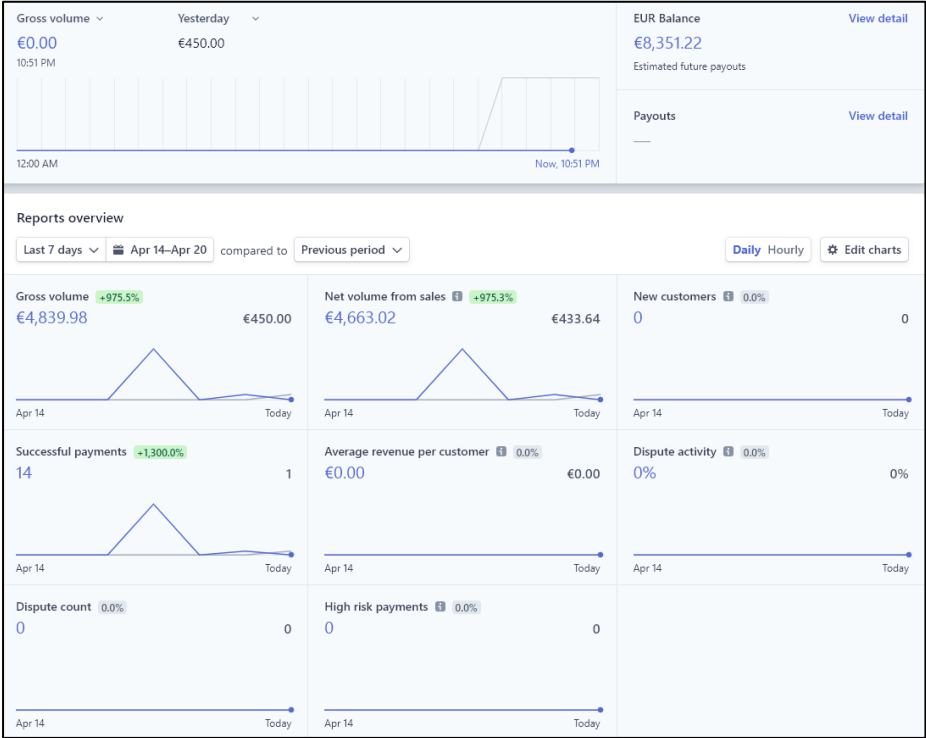 Gross volume
Yesterday
€0.00
€450.00
10:51 PM
12:00 AM
Now, 10:51 PM
EUR Balance
View detail
€8,351.22
Estimated future payouts
Payouts
View detail
—
Reports overview
Last 7 days
Apr 14–Apr 20
compared to
Previous period
Daily Hourly
Edit charts
Gross volume +975.5%
€4,839.98
€450.00
Apr 14
Today
Net volume from sales +975.3%
€4,663.02
€433.64
Apr 14
Today
New customers 0.0%
0
0
Apr 14
Today
Successful payments +1,300.0%
14
1
Apr 14
Today
Average revenue per customer 0.0%
€0.00
€0.00
Apr 14
Today
Dispute activity 0.0%
0%
0%
Apr 14
Today
Dispute count 0.0%
0
0
Apr 14
Today
High risk payments 0.0%
0
0
Apr 14
Today